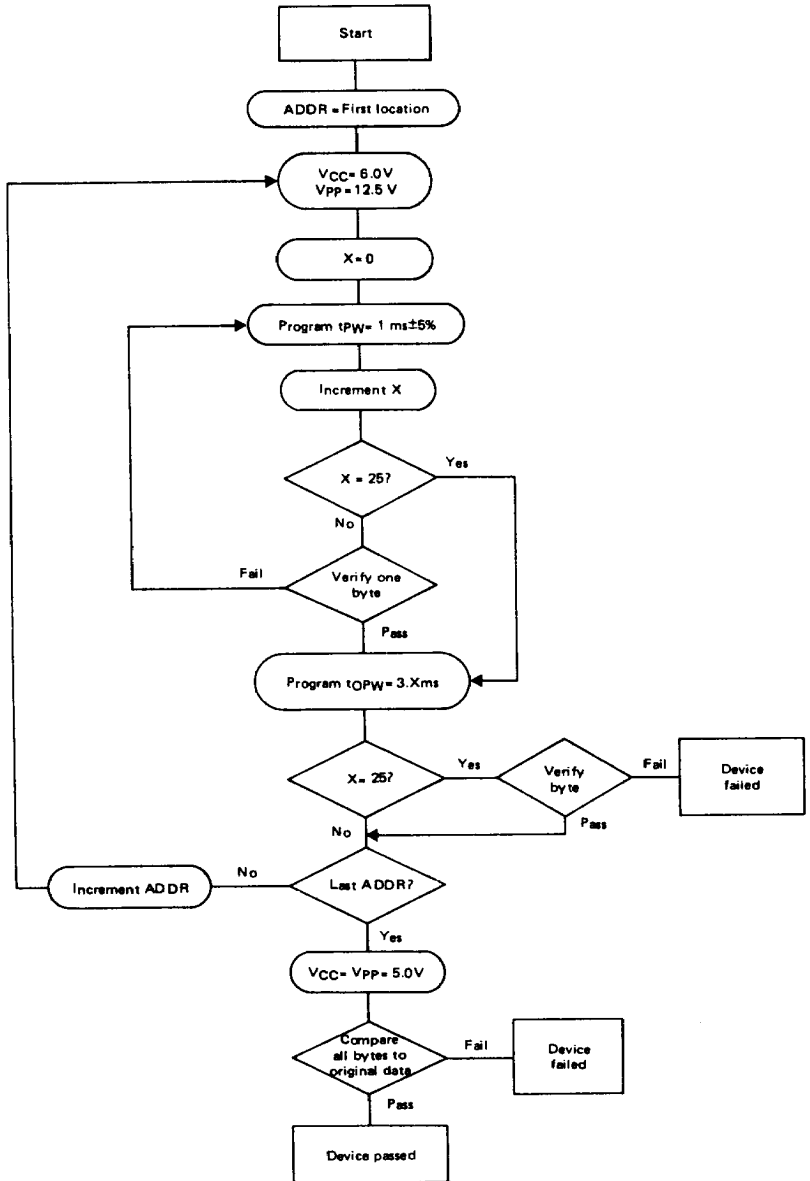 Start
ADDR = First location
VCC= 6.0V
VPP= 12.5 V
X= 0
Program tPW= 1 ms±5%
Increment X
X = 25?
Yes
No
Fail
Verify one
byte
Pass
Program tOPW= 3.Xms
X= 25?
Yes
Verify
byte
Fail
Device
failed
No
Pass
Increment ADDR
No
Last ADDR?
Yes
VCC= VPP= 5.0V
Compare
all bytes to
original data
Fail
Device
failed
Pass
Device passed